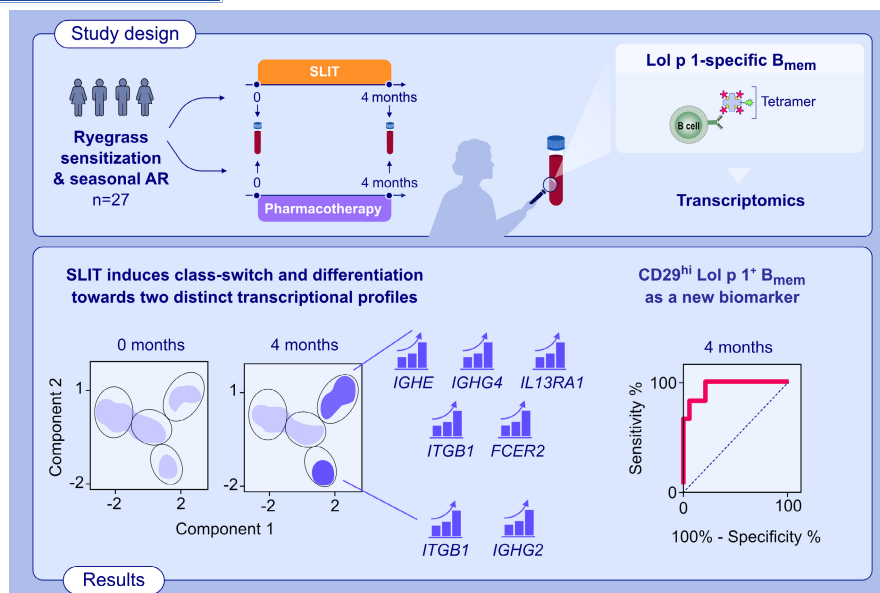 Study design
SLIT
0
4 months
Ryegrass
sensitization
& seasonal AR
n=27
0
4 months
Pharmacotherapy
Lol p 1-specific Bmem
B cell
Tetramer
Transcriptomics
SLIT induces class-switch and differentiation
towards two distinct transcriptional profiles
0 months
4 months
Component 2
1
-2
-2
2
1
-2
-2
2
Component 1
IGHE
IGHG4
IL13RA1
ITGB1
FCER2
ITGB1
IGHG2
CD29hi Lol p 1+ Bmem
as a new biomarker
4 months
Sensitivity %
100
0
0
100
100% - Specificity %
Results